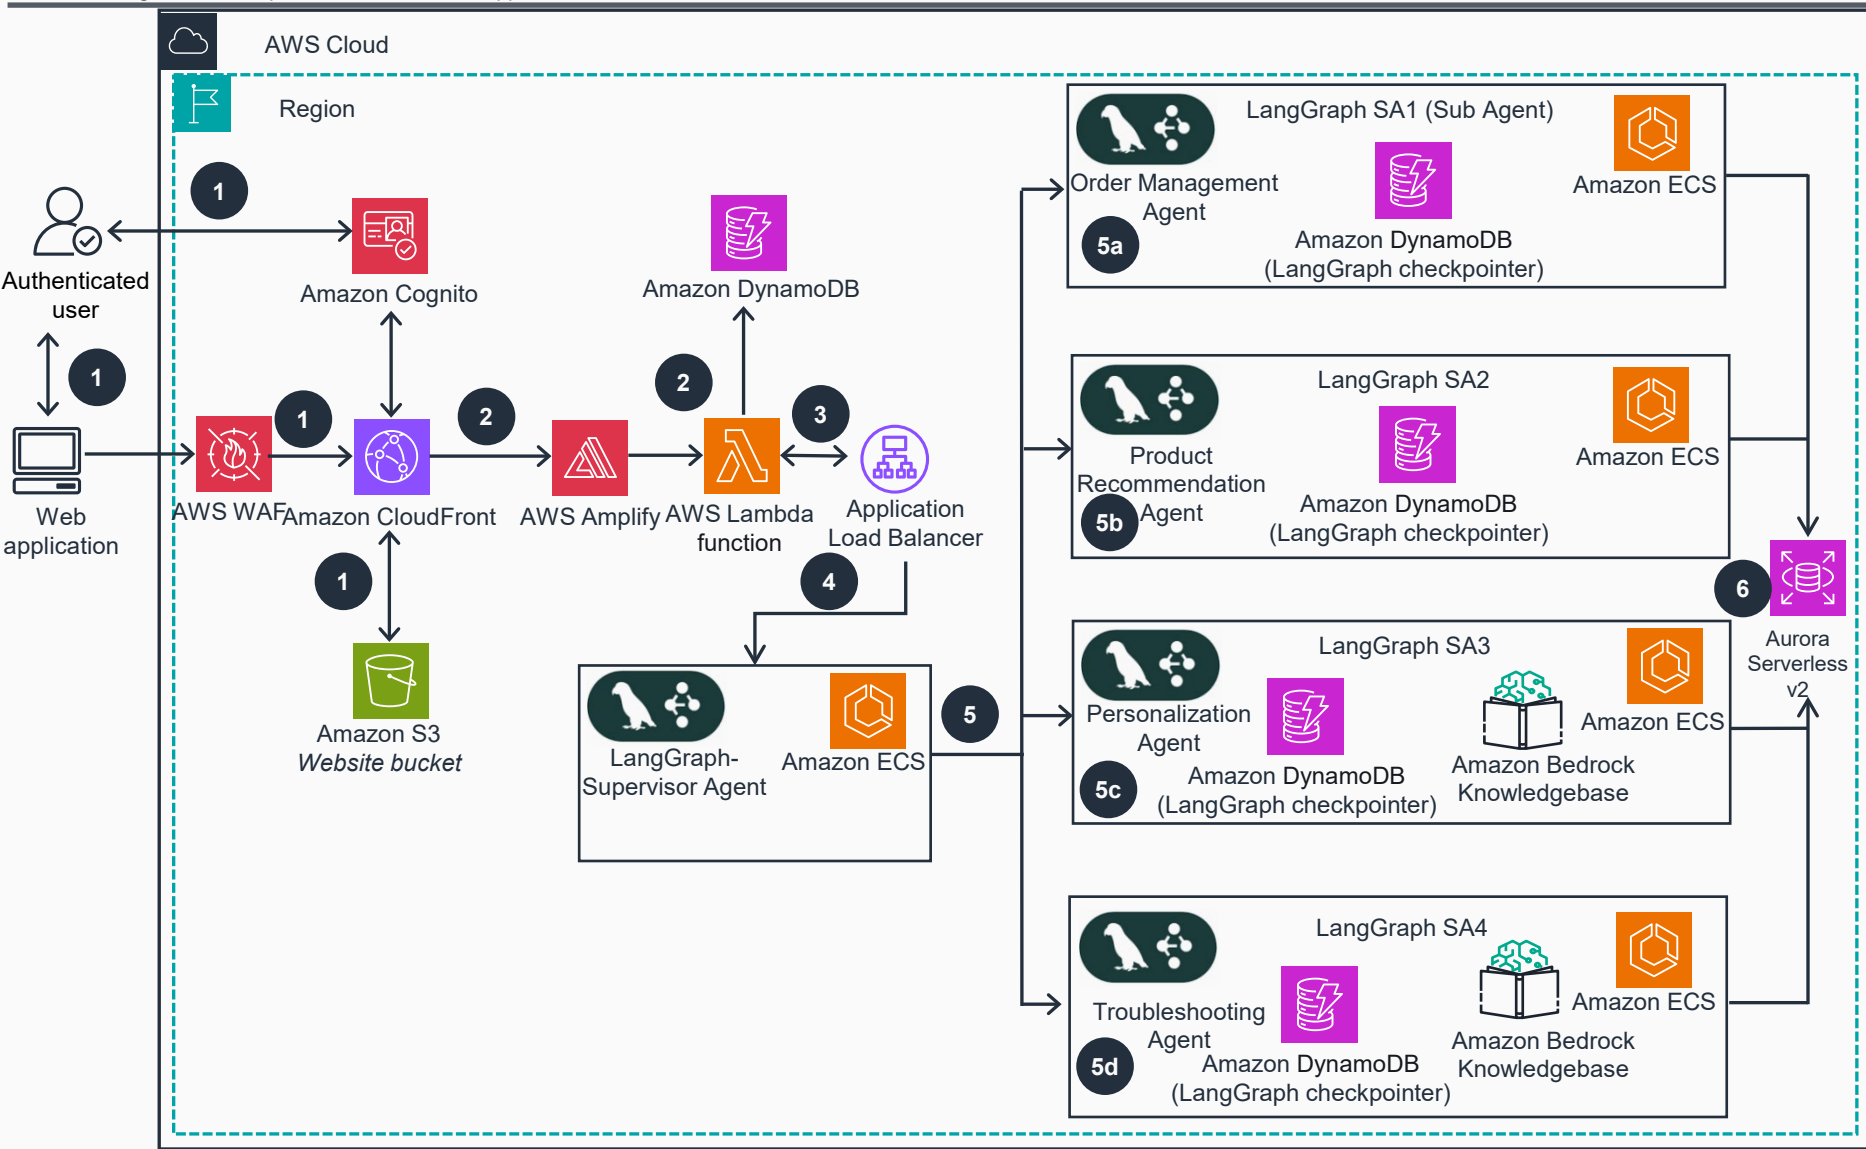 AWS Cloud
Region
1
Authenticated
user
1
Web
application
Amazon Cognito
1
AWS WAF
Amazon CloudFront
1
Amazon S3
Website bucket
2
AWS Amplify
Amazon DynamoDB
2
AWS Lambda
function
3
Application
Load Balancer
4
LangGraph-
Supervisor Agent
Amazon ECS
5
LangGraph SA1 (Sub Agent)
Order Management
Agent
5a
Amazon DynamoDB
(LangGraph checkpointer)
Amazon ECS
LangGraph SA2
Product
Recommendation
Agent
5b
Amazon DynamoDB
(LangGraph checkpointer)
Amazon ECS
LangGraph SA3
Personalization
Agent
5c
Amazon DynamoDB
(LangGraph checkpointer)
Amazon Bedrock
Knowledgebase
Amazon ECS
LangGraph SA4
Troubleshooting
Agent
5d
Amazon DynamoDB
(LangGraph checkpointer)
Amazon Bedrock
Knowledgebase
Amazon ECS
6
Aurora
Serverless
v2